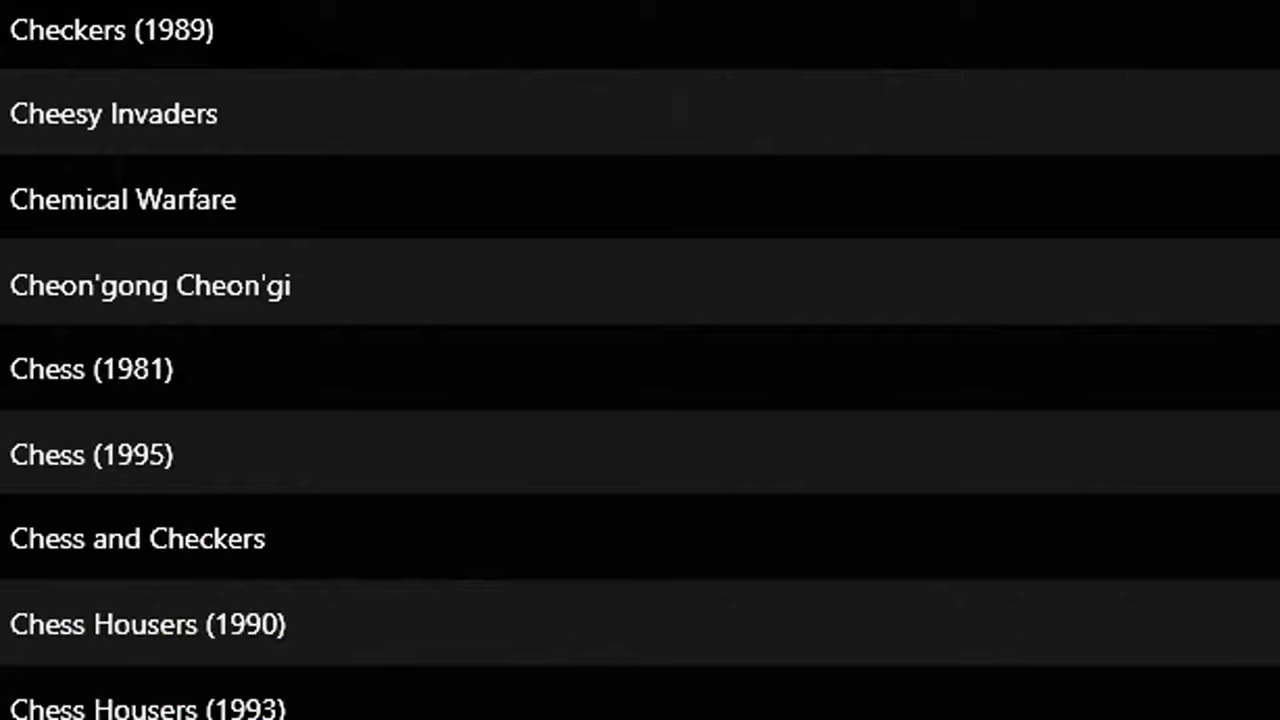 Checkers (1989)
Cheesy Invaders
Chemical Warfare
Cheon'gong Cheon'gi
Chess (1981)
Chess (1995)
Chess and Checkers
Chess Housers (1990)
Chess Housers (1993)